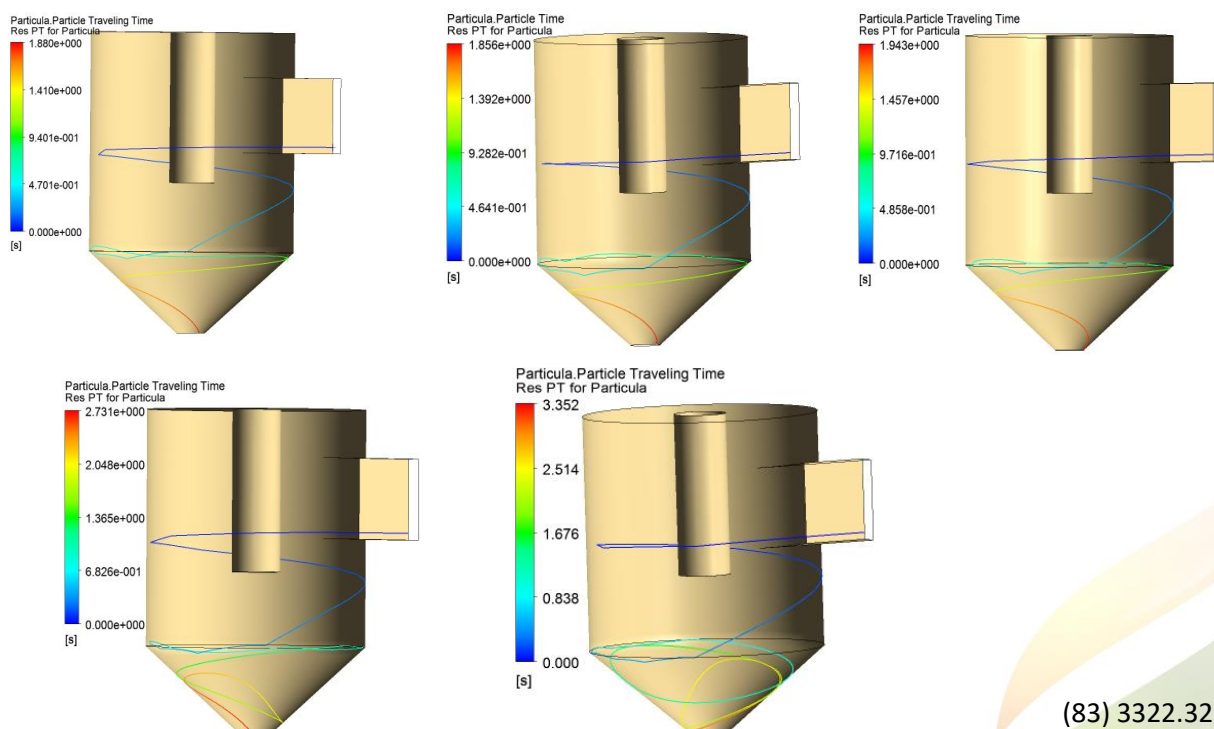 Particula.Particle Traveling Time
Res PT for Particula
1.880e+000
1.410e+000
9.401e-001
4.701e-001
0.000e+000
[s]
Particula.Particle Time
Res PT for Particula
1.856e+000
1.392e+000
9.282e-001
4.641e-001
0.000e+000
[s]
Particula.Particle Traveling Time
Res PT for Particula
1.943e+000
1.457e+000
9.716e-001
4.858e-001
0.000e+000
[s]
Particula.Particle Traveling Time
Res PT for Particula
2.731e+000
2.048e+000
1.365e+000
6.826e-001
0.000e+000
[s]
Particula.Particle Traveling Time
Res PT for Particula
3.352
2.514
1.676
0.838
0.000
[s]
(83) 3322.32